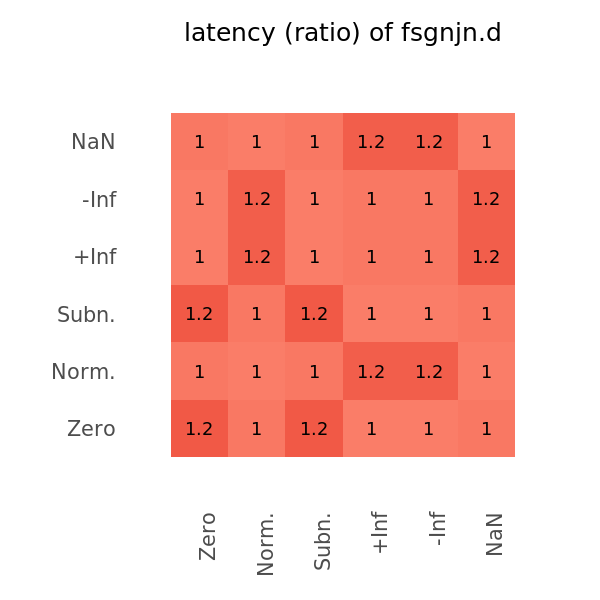 latency (ratio) of fsgnjn.d
NaN 1 1 1 1.2 1.2 1
-Inf 1 1.2 1 1 1 1.2
+Inf 1 1.2 1 1 1 1.2
Subn. 1.2 1 1.2 1 1 1
Norm. 1 1 1 1.2 1.2 1
Zero 1.2 1 1.2 1 1 1
Zero Norm. Subn. +Inf -Inf NaN